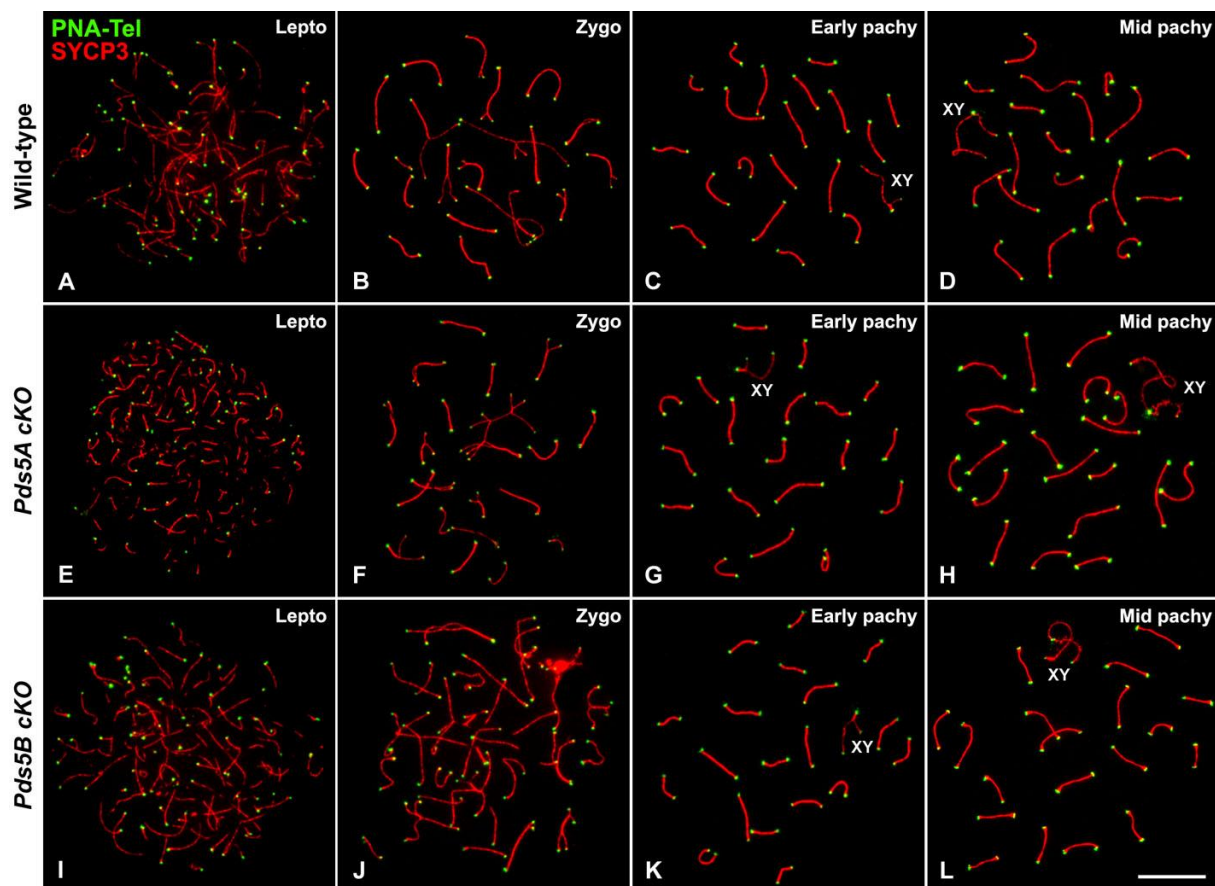 PNA-Tel
SYCP3
Lepto
Zygo
Early pachy
Mid pachy
Wild-type
XY
XY
A
B
C
D
Lepto
Zygo
Early pachy
Mid pachy
Pds5A cKO
XY
XY
E
F
G
H
Lepto
Zygo
Early pachy
Mid pachy
Pds5B cKO
XY
XY
I
J
K
L